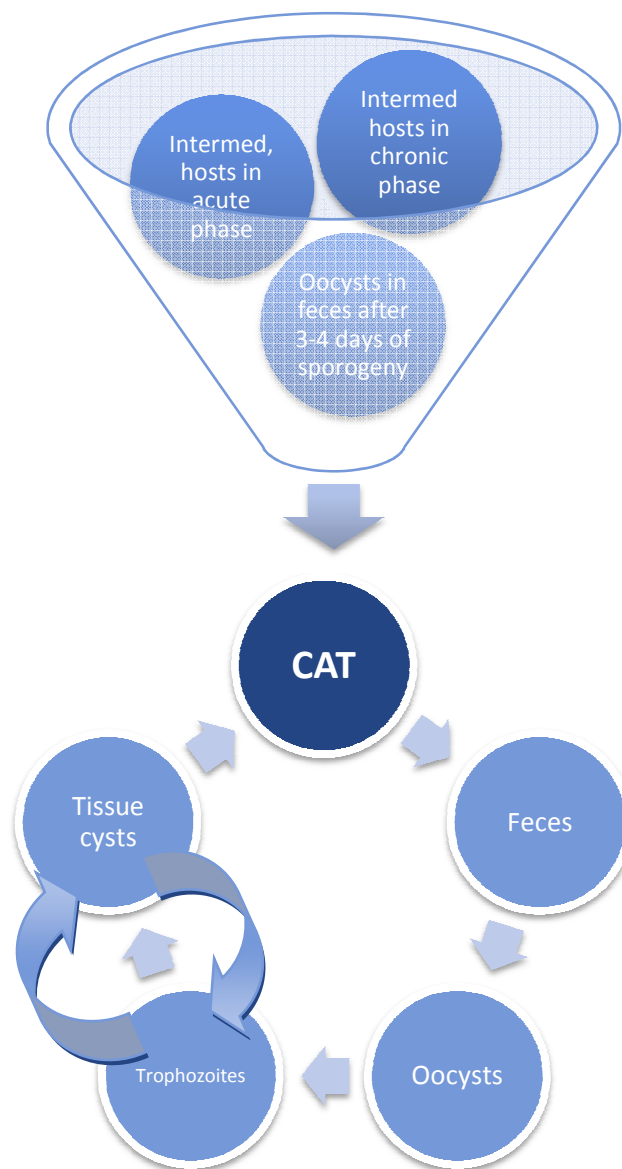 Intermed
hosts in
chronic
phase
Intermed,
hosts in
acute
phase
Oocysts in
feces after
3-4 days of
sporogeny
CAT
Tissue
cysts
Feces
Trophozoites
Oocysts